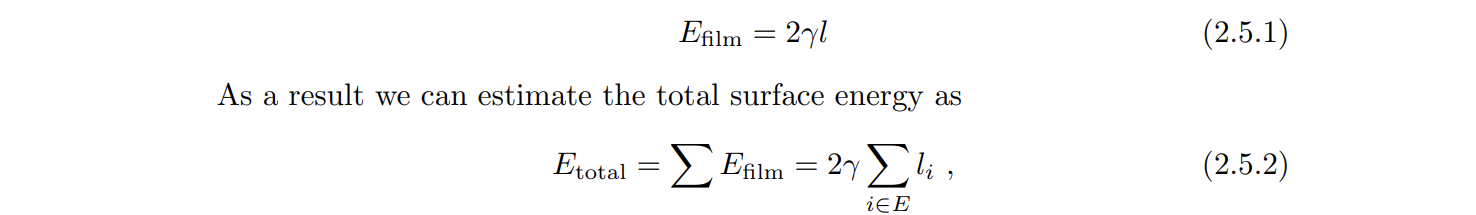 E_film = 2γl (2.5.1)
As a result we can estimate the total surface energy as
E_total = ∑ E_film = 2γ ∑_{i∈E} l_i , (2.5.2)